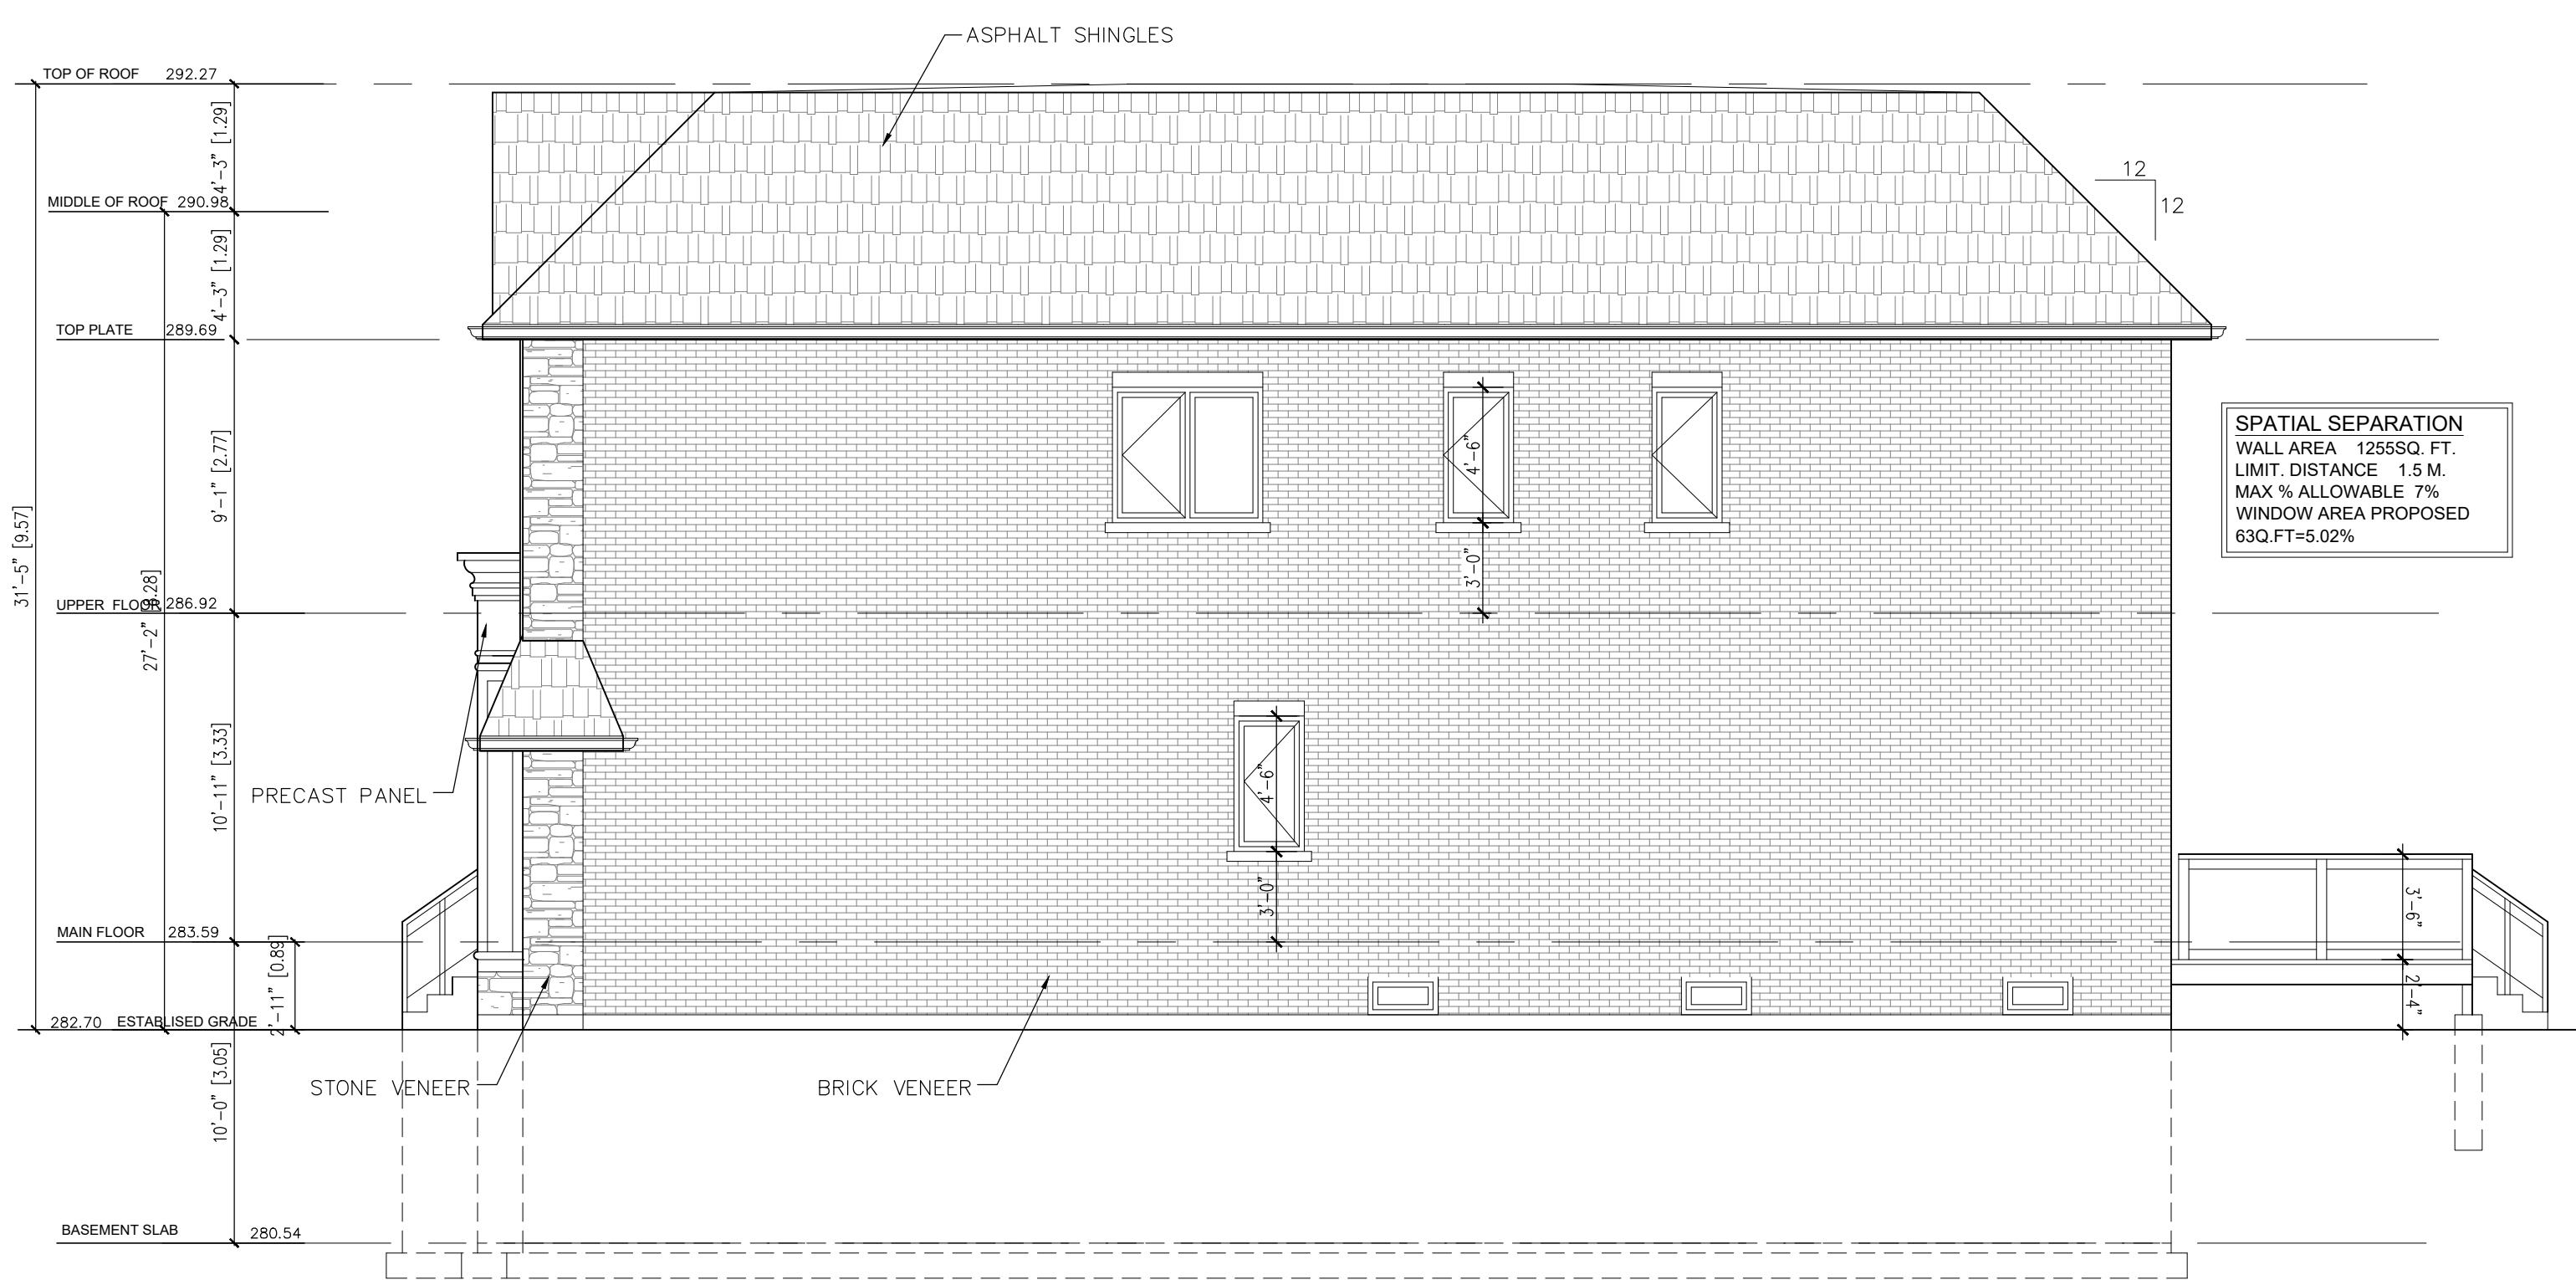 ASPHALT SHINGLES
TOP OF ROOF 292.27
4'-3" [1.29]
12
12
MIDDLE OF ROOF 290.98
4'-3" [1.29]
TOP PLATE 289.69
9'-1" [2.77]
4'-6"
3'-0"
SPATIAL SEPARATION
WALL AREA 1255SQ. FT.
LIMIT. DISTANCE 1.5 M.
MAX % ALLOWABLE 7%
WINDOW AREA PROPOSED
63Q.FT=5.02%
31'-5" [9.57]
UPPER FLOOR 286.92
27'-2" [8.28]
10'-11" [3.33]
PRECAST PANEL
4'-6"
3'-0"
3'-6"
2'-4"
MAIN FLOOR 283.59
2'-11" [0.89]
282.70 ESTABLISED GRADE
10'-0" [3.05]
STONE VENEER
BRICK VENEER
BASEMENT SLAB 280.54